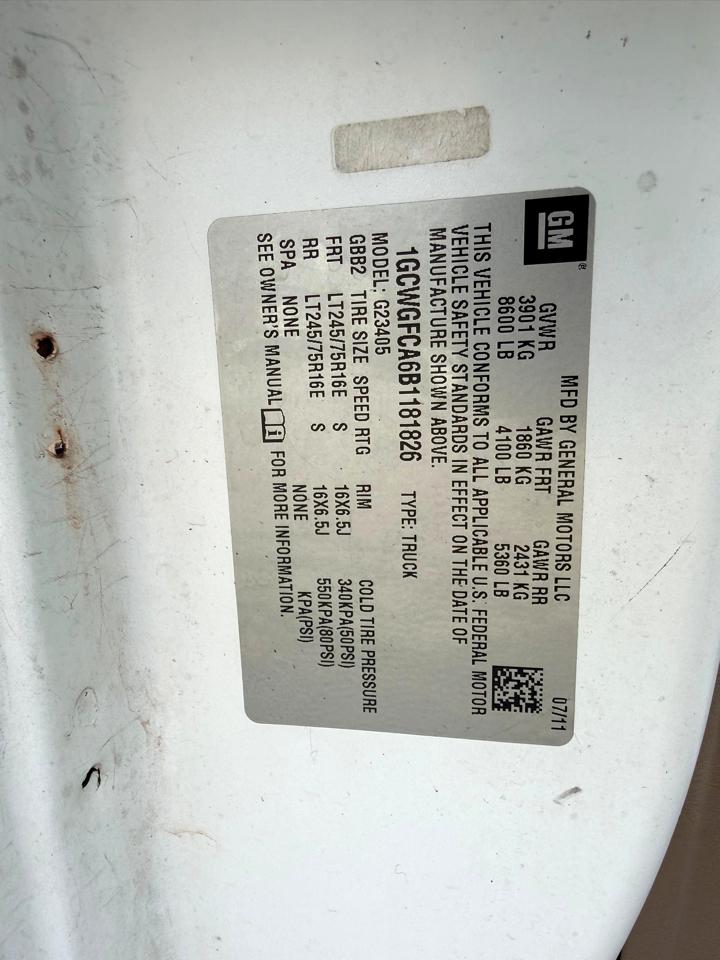 GM®
MFD BY GENERAL MOTORS LLC 07/11
GVWR GAWR FRT GAWR RR
3901 KG 1860 KG 2431 KG
8600 LB 4100 LB 5360 LB
THIS VEHICLE CONFORMS TO ALL APPLICABLE U.S. FEDERAL MOTOR
VEHICLE SAFETY STANDARDS IN EFFECT ON THE DATE OF
MANUFACTURE SHOWN ABOVE.
1GCWGFCA6B1181826 TYPE: TRUCK
MODEL: G23405
GBB2 TIRE SIZE SPEED RTG RIM COLD TIRE PRESSURE
FRT LT245/75R16E S 16X6.5J 340KPA(50PSI)
RR LT245/75R16E S 16X6.5J 550KPA(80PSI)
SPA NONE NONE KPA(PSI)
SEE OWNER'S MANUAL i FOR MORE INFORMATION.